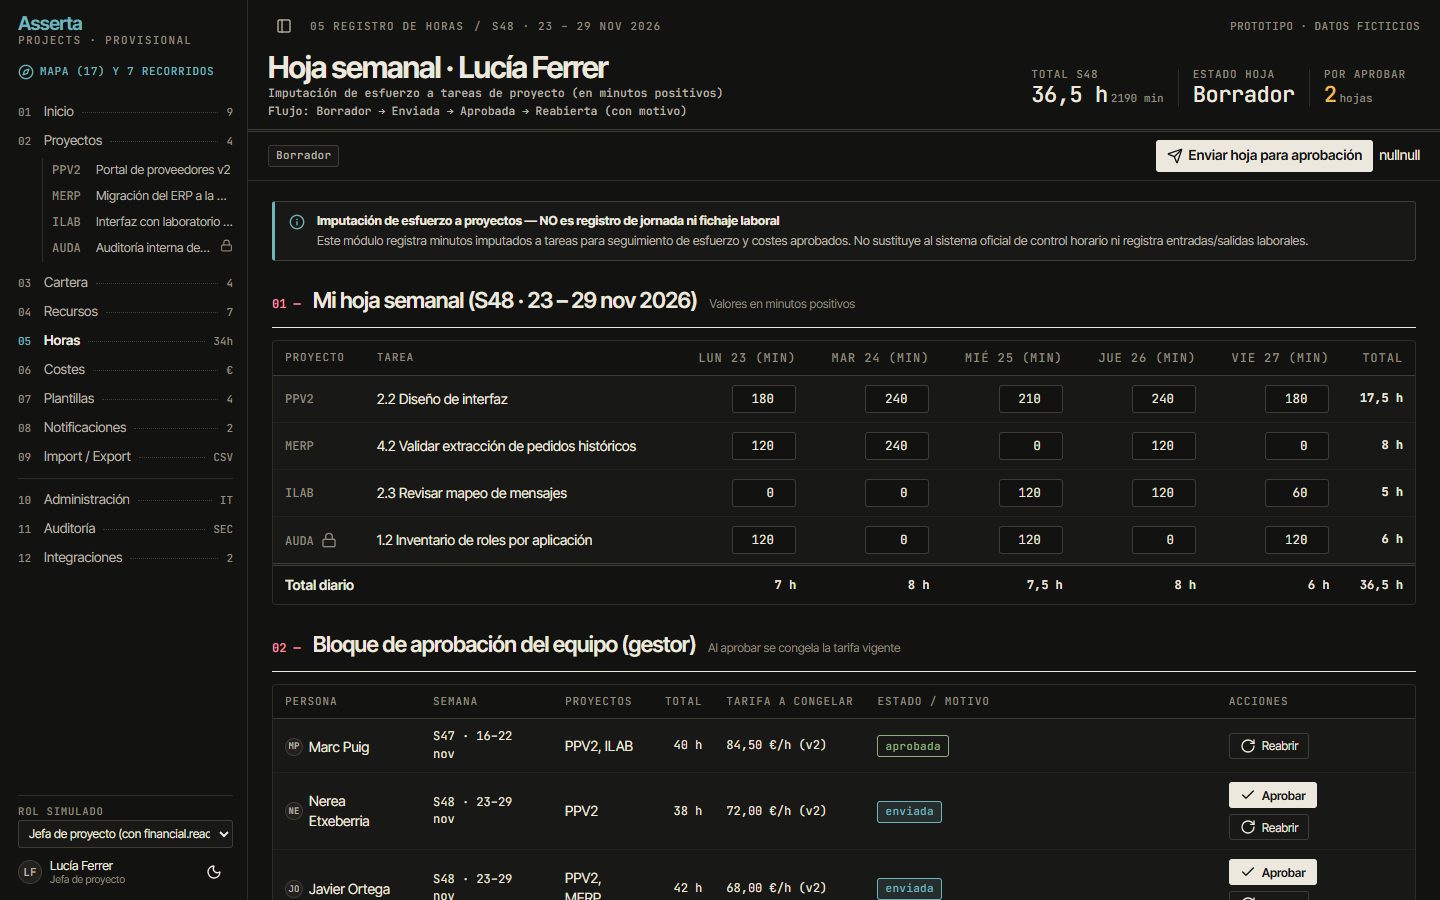 Asserta
PROJECTS · PROVISIONAL
MAPA (17) Y 7 RECORRIDOS
01 Inicio 9
02 Proyectos 4
PPV2 Portal de proveedores v2
MERP Migración del ERP a la ...
ILAB Interfaz con laboratorio ...
AUDA Auditoría interna de...
03 Cartera 4
04 Recursos 7
05 Horas 34h
06 Costes €
07 Plantillas 4
08 Notificaciones 2
09 Import / Export CSV
10 Administración IT
11 Auditoría SEC
12 Integraciones 2
ROL SIMULADO
Jefa de proyecto (con financial.reac
LF Lucía Ferrer
Jefa de proyecto
05 REGISTRO DE HORAS / S48 · 23 – 29 NOV 2026
PROTOTIPO · DATOS FICTICIOS
Hoja semanal · Lucía Ferrer
Imputación de esfuerzo a tareas de proyecto (en minutos positivos)
Flujo: Borrador → Enviada → Aprobada → Reabierta (con motivo)
TOTAL S48
36,5 h 2190 min
ESTADO HOJA
Borrador
POR APROBAR
2 hojas
Borrador
Enviar hoja para aprobación nullnull
Imputación de esfuerzo a proyectos — NO es registro de jornada ni fichaje laboral
Este módulo registra minutos imputados a tareas para seguimiento de esfuerzo y costes aprobados. No sustituye al sistema oficial de control horario ni registra entradas/salidas laborales.
01 — Mi hoja semanal (S48 · 23 – 29 nov 2026) Valores en minutos positivos
PROYECTO TAREA LUN 23 (MIN) MAR 24 (MIN) MIÉ 25 (MIN) JUE 26 (MIN) VIE 27 (MIN) TOTAL
PPV2 2.2 Diseño de interfaz 180 240 210 240 180 17,5 h
MERP 4.2 Validar extracción de pedidos históricos 120 240 0 120 0 8 h
ILAB 2.3 Revisar mapeo de mensajes 0 0 120 120 60 5 h
AUDA 1.2 Inventario de roles por aplicación 120 0 120 0 120 6 h
Total diario 7 h 8 h 7,5 h 8 h 6 h 36,5 h
02 — Bloque de aprobación del equipo (gestor) Al aprobar se congela la tarifa vigente
PERSONA SEMANA PROYECTOS TOTAL TARIFA A CONGELAR ESTADO / MOTIVO ACCIONES
MP Marc Puig S47 · 16–22 nov PPV2, ILAB 40 h 84,50 €/h (v2) aprobada Reabrir
NE Nerea Etxeberria S48 · 23–29 nov PPV2 38 h 72,00 €/h (v2) enviada Aprobar
Reabrir
JO Javier Ortega S48 · 23–29 nov PPV2, MERP 42 h 68,00 €/h (v2) enviada Aprobar